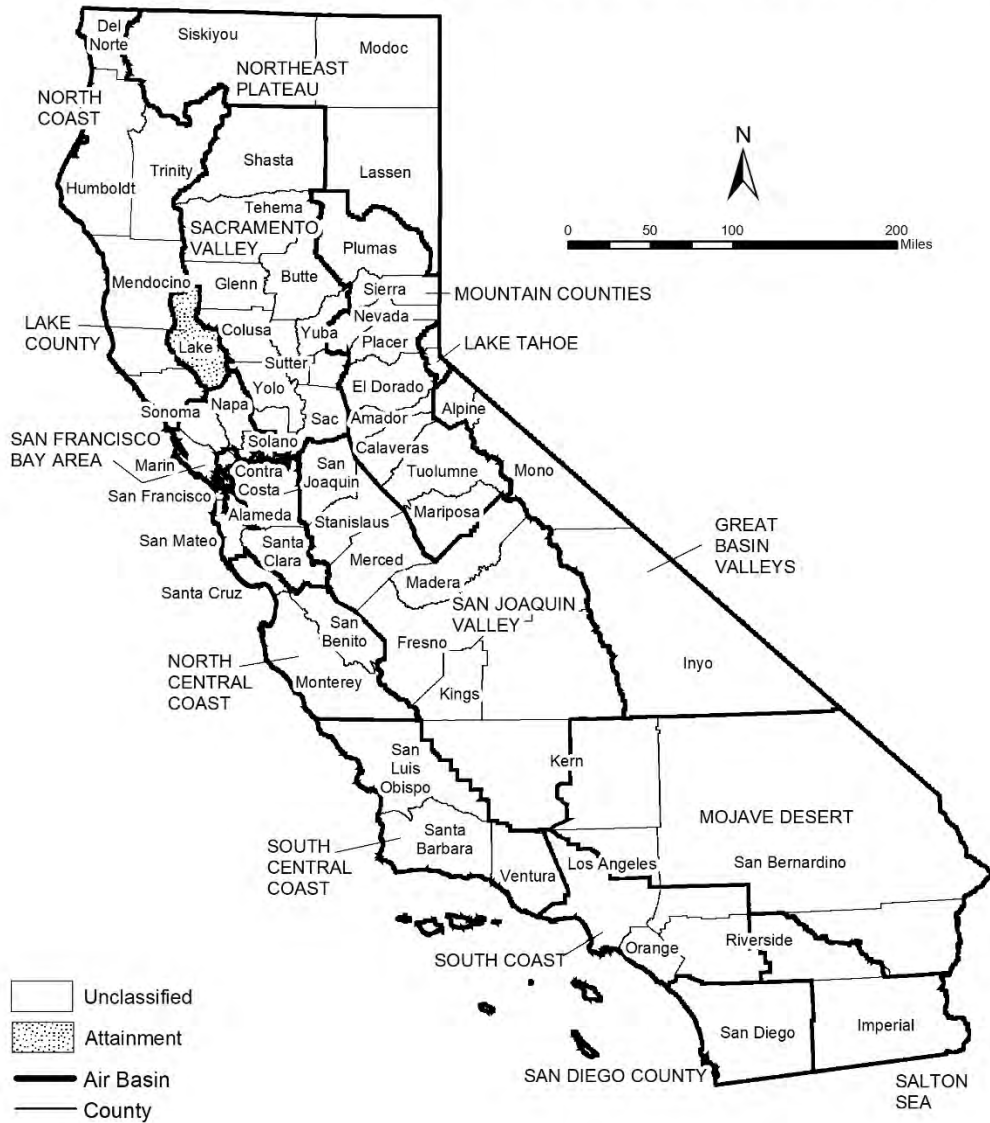 Del
Norte
Siskiyou
Modoc
NORTHEAST
PLATEAU
NORTH
COAST
Trinity
Shasta
Lassen
Humboldt
Tehema
SACRAMENTO
VALLEY
Plumas
Mendocino
Glenn
Butte
Sierra
MOUNTAIN COUNTIES
Nevada
LAKE
COUNTY
Colusa
Yuba
Placer
Lake
LAKE TAHOE
Sutter
El Dorado
Yolo
Napa
Sonoma
Sac
Amador
Alpine
SAN FRANCISCO
BAY AREA
Solano
Calaveras
Marin
Contra
Costa
San
Joaquin
Tuolumne
Mono
San Francisco
Alameda
Stanislaus
Mariposa
San Mateo
Santa
Clara
Merced
GREAT
BASIN
VALLEYS
Madera
Santa Cruz
SAN JOAQUIN
VALLEY
San
Benito
Fresno
Inyo
NORTH
CENTRAL
COAST
Monterey
Kings
San
Luis
Obispo
Kern
MOJAVE DESERT
Santa
Barbara
SOUTH
CENTRAL
COAST
Ventura
Los Angeles
San Bernardino
SOUTH COAST
Orange
Riverside
San Diego
Imperial
SAN DIEGO COUNTY
SALTON
SEA
N
0 50 100 200
Miles
Unclassified
Attainment
Air Basin
County